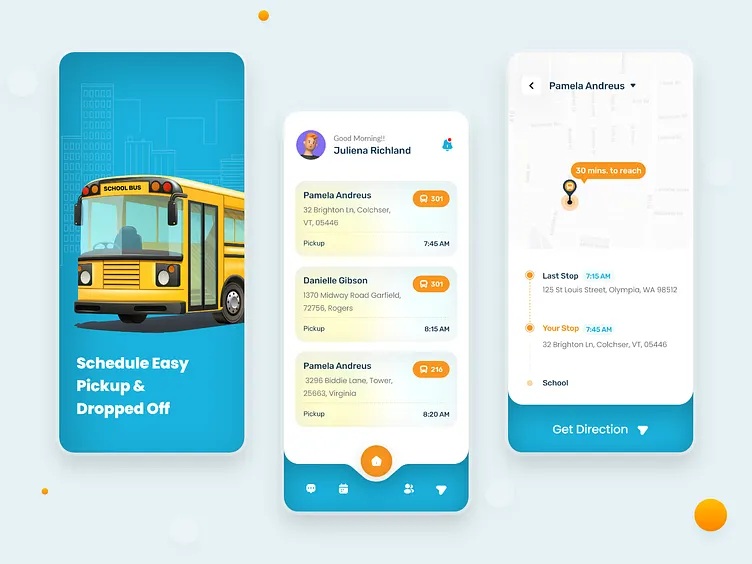 SCHOOL BUS
Schedule Easy
Pickup &
Dropped Off
Good Morning!!
Juliena Richland
Pamela Andreus
301
32 Brighton Ln, Colchser,
VT, 05446
Pickup
7:45 AM
Danielle Gibson
301
1370 Midway Road Garfield,
72756, Rogers
Pickup
8:15 AM
Pamela Andreus
216
3296 Biddie Lane, Tower,
25663, Virginia
Pickup
8:20 AM
Pamela Andreus
30 mins. to reach
Last Stop 7:15 AM
125 St Louis Street, Olympia, WA 98512
Your Stop 7:45 AM
32 Brighton Ln, Colchser, VT, 05446
School
Get Direction